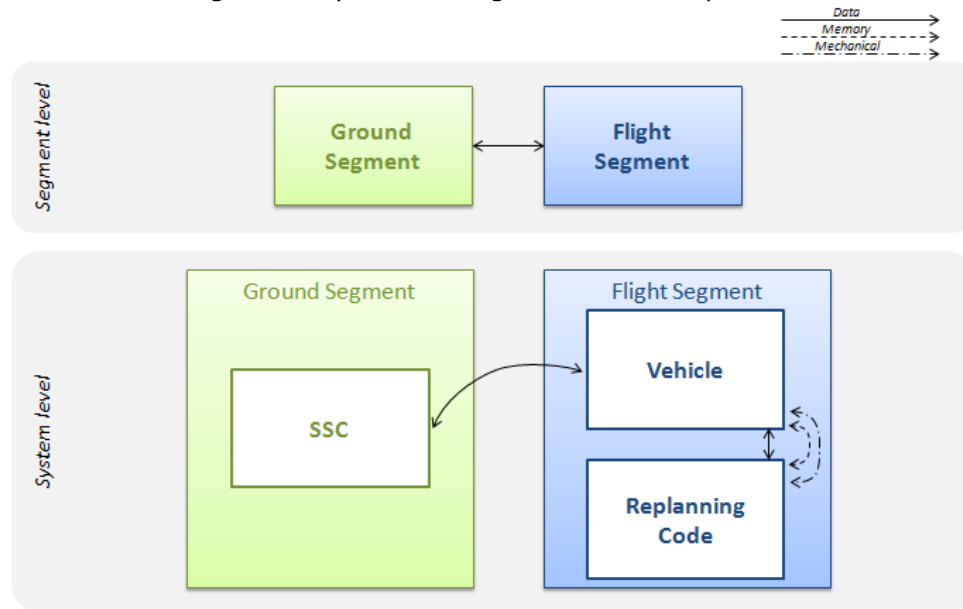 Data
Memory
Mechanical
Segment level
Ground
Segment
Flight
Segment
System level
Ground Segment
Flight Segment
SSC
Vehicle
Replanning
Code